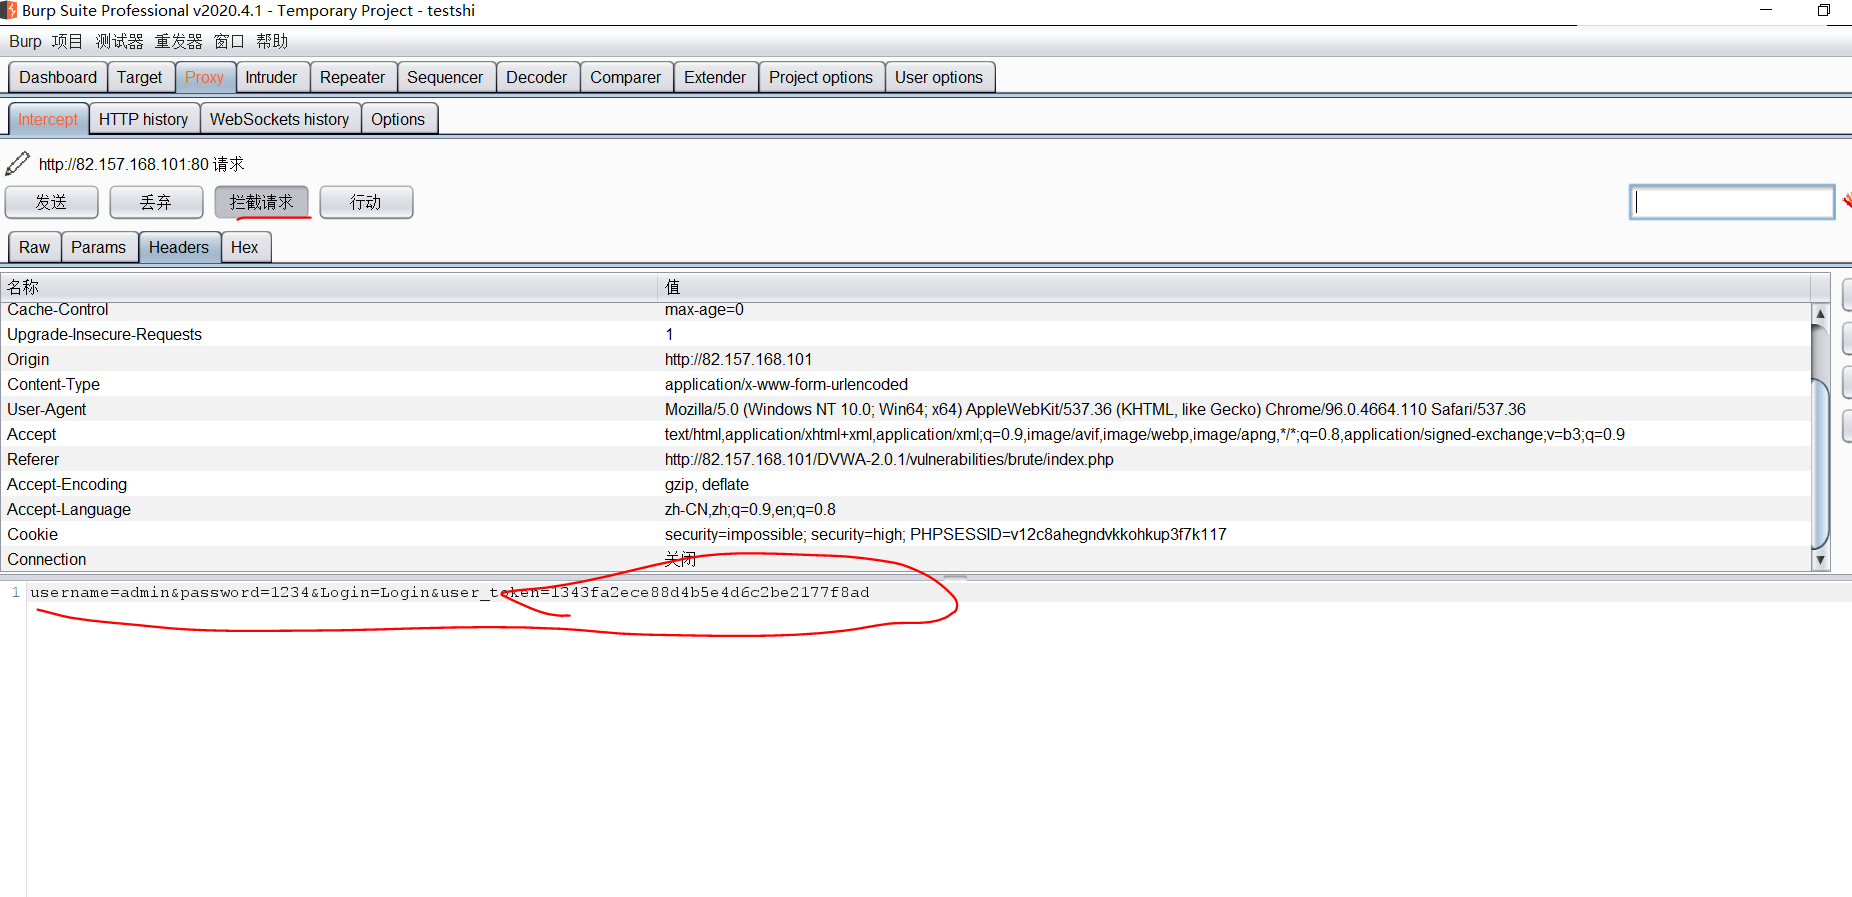 Burp Suite Professional v2020.4.1 - Temporary Project - testshi
Burp 项目 测试器 重发器 窗口 帮助
Dashboard Target Proxy Intruder Repeater Sequencer Decoder Comparer Extender Project options User options
Intercept HTTP history WebSockets history Options
http://82.157.168.101:80 请求
发送 丢弃 拦截请求 行动
Raw Params Headers Hex
名称 值
Cache-Control max-age=0
Upgrade-Insecure-Requests 1
Origin http://82.157.168.101
Content-Type application/x-www-form-urlencoded
User-Agent Mozilla/5.0 (Windows NT 10.0; Win64; x64) AppleWebKit/537.36 (KHTML, like Gecko) Chrome/96.0.4664.110 Safari/537.36
Accept text/html,application/xhtml+xml,application/xml;q=0.9,image/avif,image/webp,image/apng,*/*;q=0.8,application/signed-exchange;v=b3;q=0.9
Referer http://82.157.168.101/DVWA-2.0.1/vulnerabilities/brute/index.php
Accept-Encoding gzip, deflate
Accept-Language zh-CN,zh;q=0.9,en;q=0.8
Cookie security=impossible; security=high; PHPSESSID=v12c8ahegndvkkohkup3f7k117
Connection 关闭
1 username=admin&password=1234&Login=Login&user_token=1343fa2ece88d4b5e4d6c2be2177f8ad